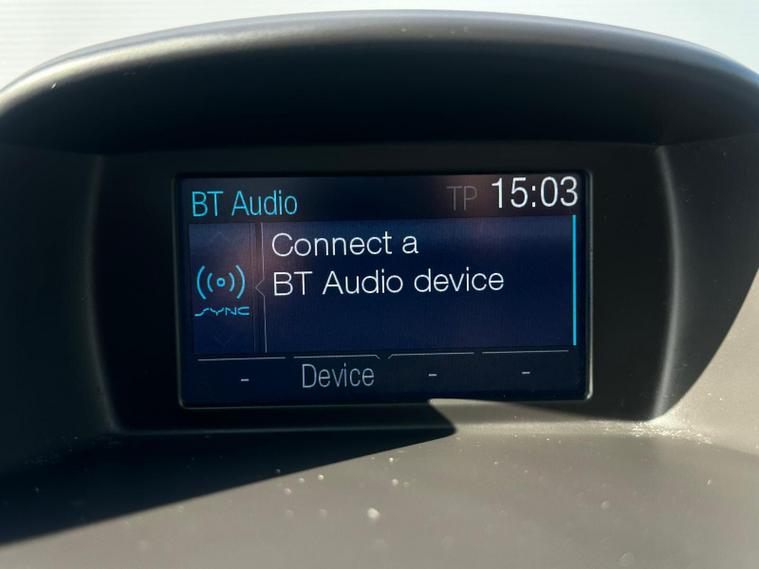 BT Audio TP 15:03
Connect a
BT Audio device
SYNC
- Device - -